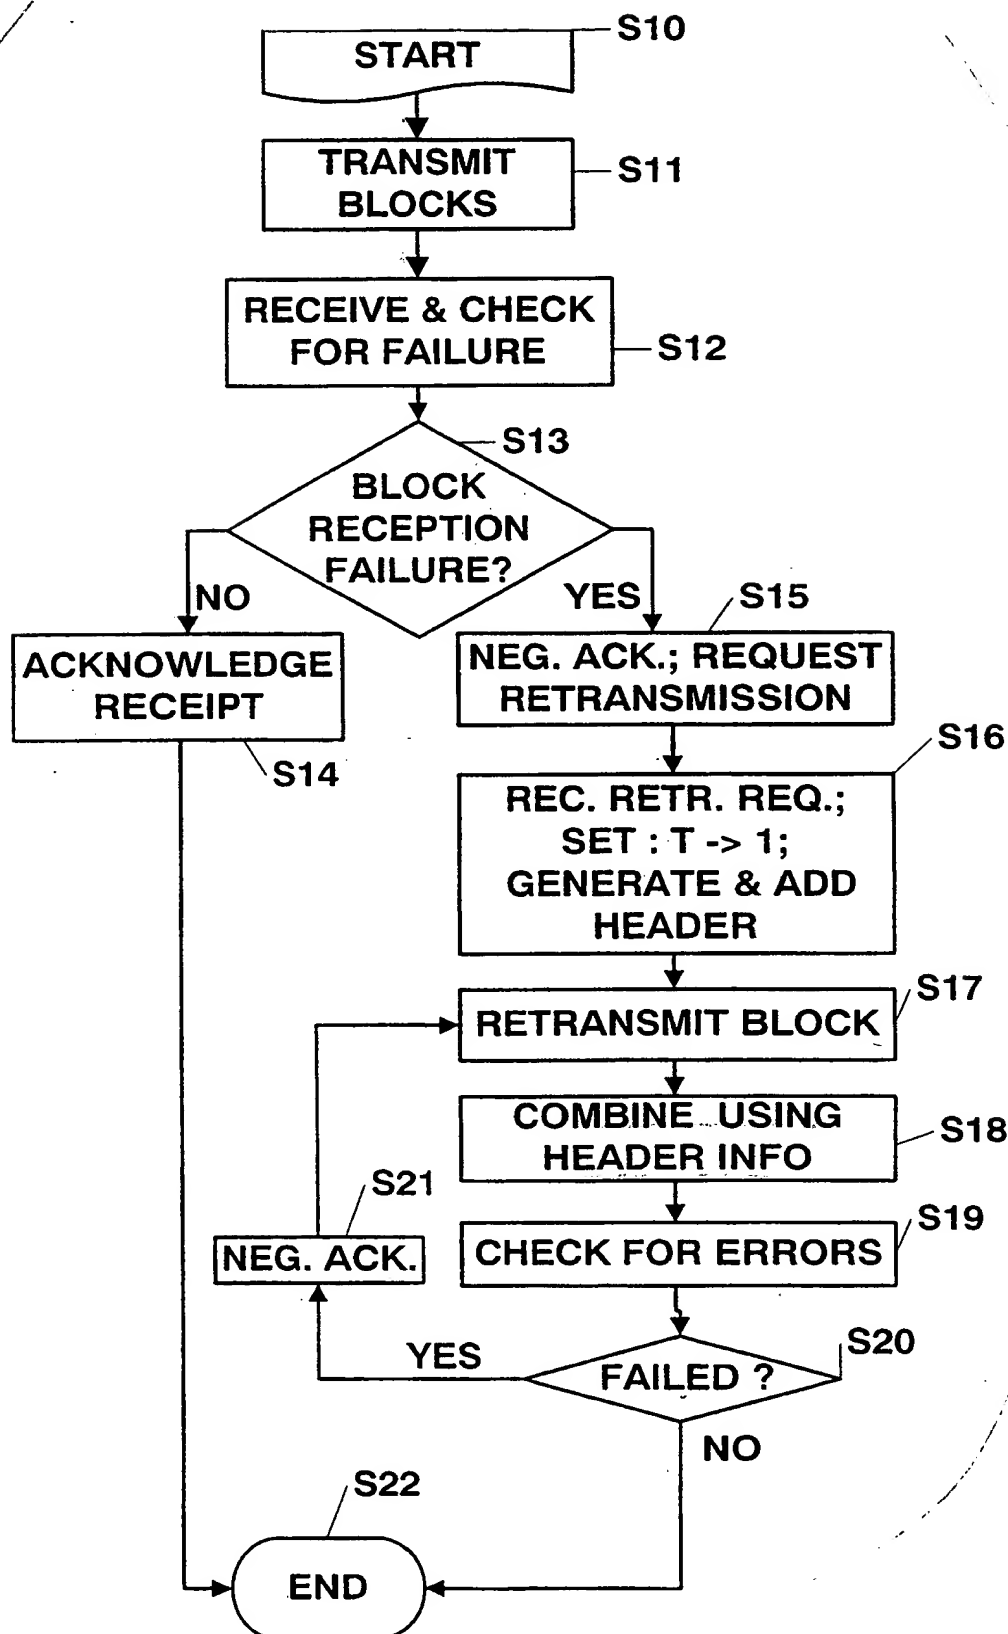 S10
START
TRANSMIT
BLOCKS
S11
RECEIVE & CHECK
FOR FAILURE
S12
S13
BLOCK
RECEPTION
FAILURE?
NO
YES
S15
ACKNOWLEDGE
RECEIPT
S14
NEG. ACK.; REQUEST
RETRANSMISSION
S16
REC. RETR. REQ.;
SET : T -> 1;
GENERATE & ADD
HEADER
S17
RETRANSMIT BLOCK
COMBINE USING
HEADER INFO
S18
S21
NEG. ACK.
S19
CHECK FOR ERRORS
S20
YES
FAILED ?
NO
S22
END